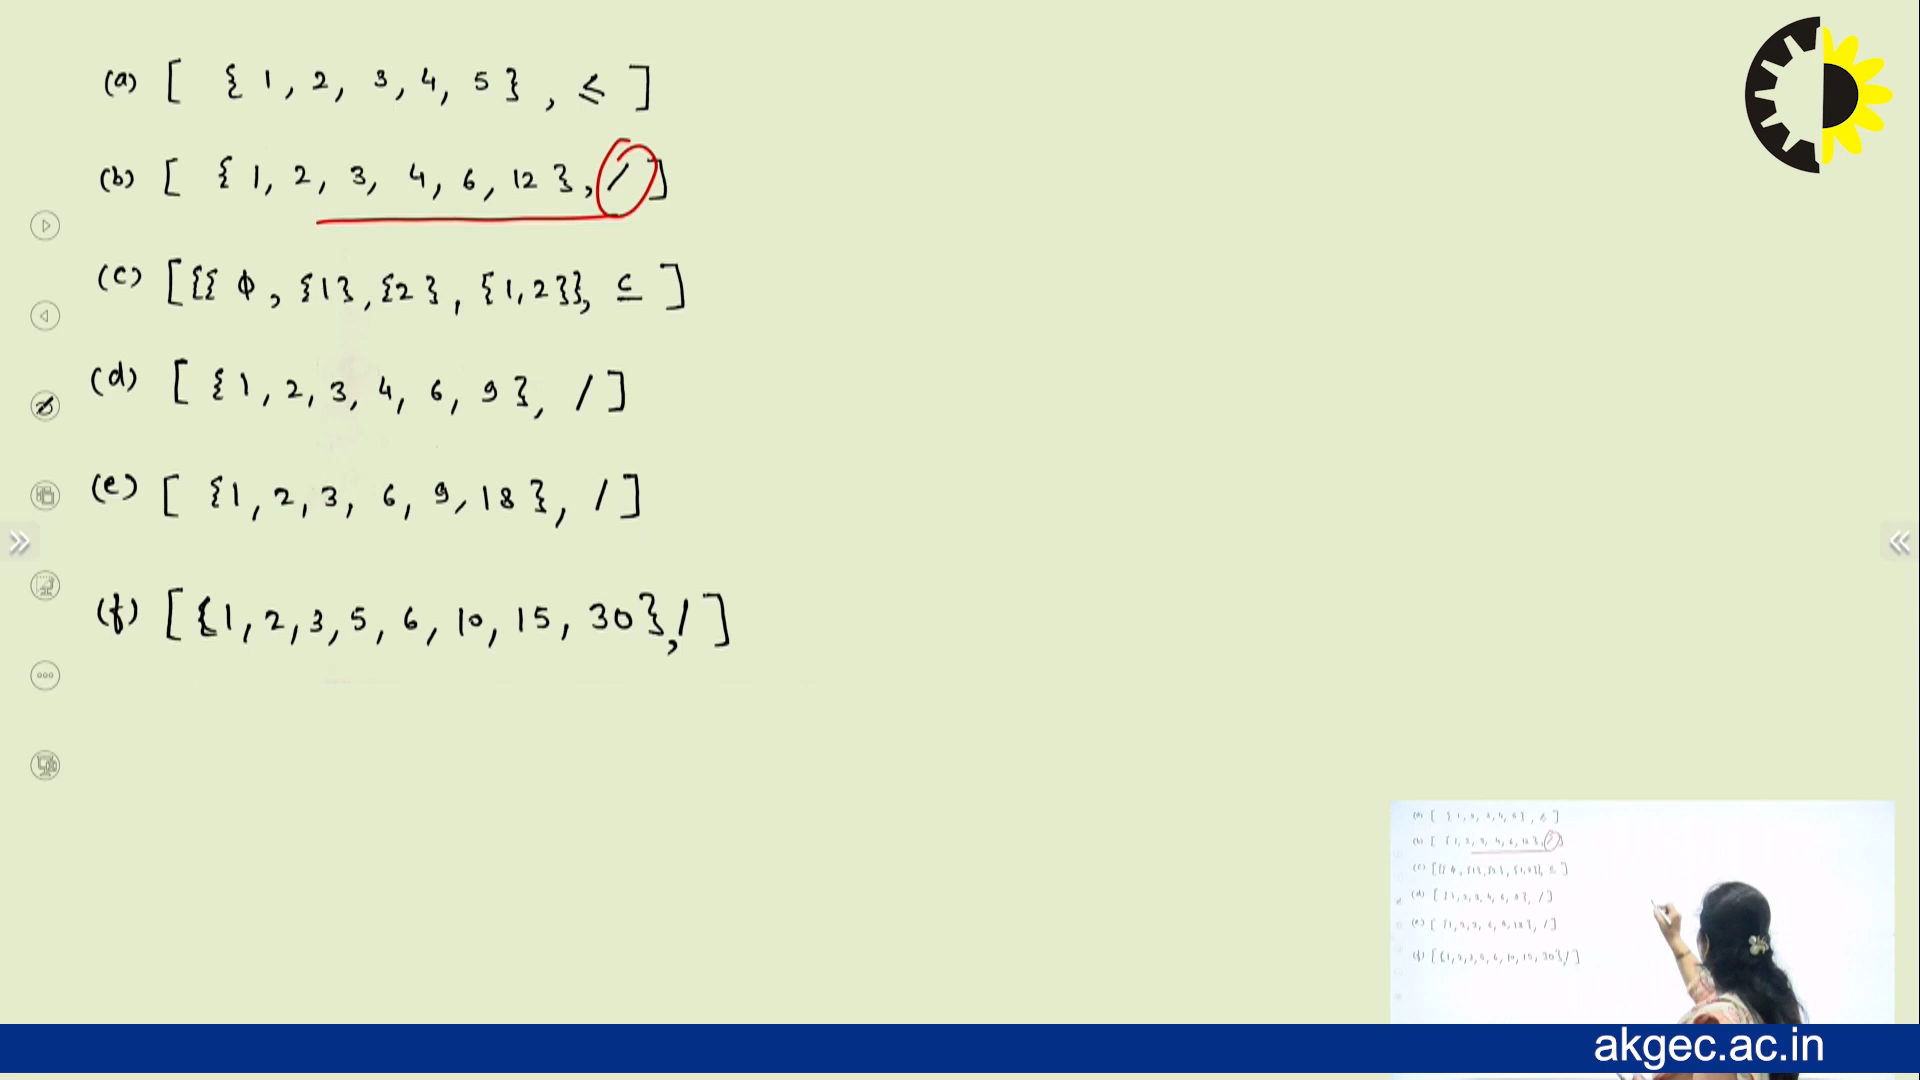 (a) [ { 1, 2, 3, 4, 5 } , ≤ ]
(b) [ { 1, 2, 3, 4, 6, 12 }, / ]
(c) [{{ ϕ, {1}, {2}, {1,2}}, ⊆ ]
(d) [ { 1, 2, 3, 4, 6, 9 }, / ]
(e) [ { 1, 2, 3, 6, 9, 18 }, / ]
(f) [ { 1, 2, 3, 5, 6, 10, 15, 30 }, / ]
akgec.ac.in